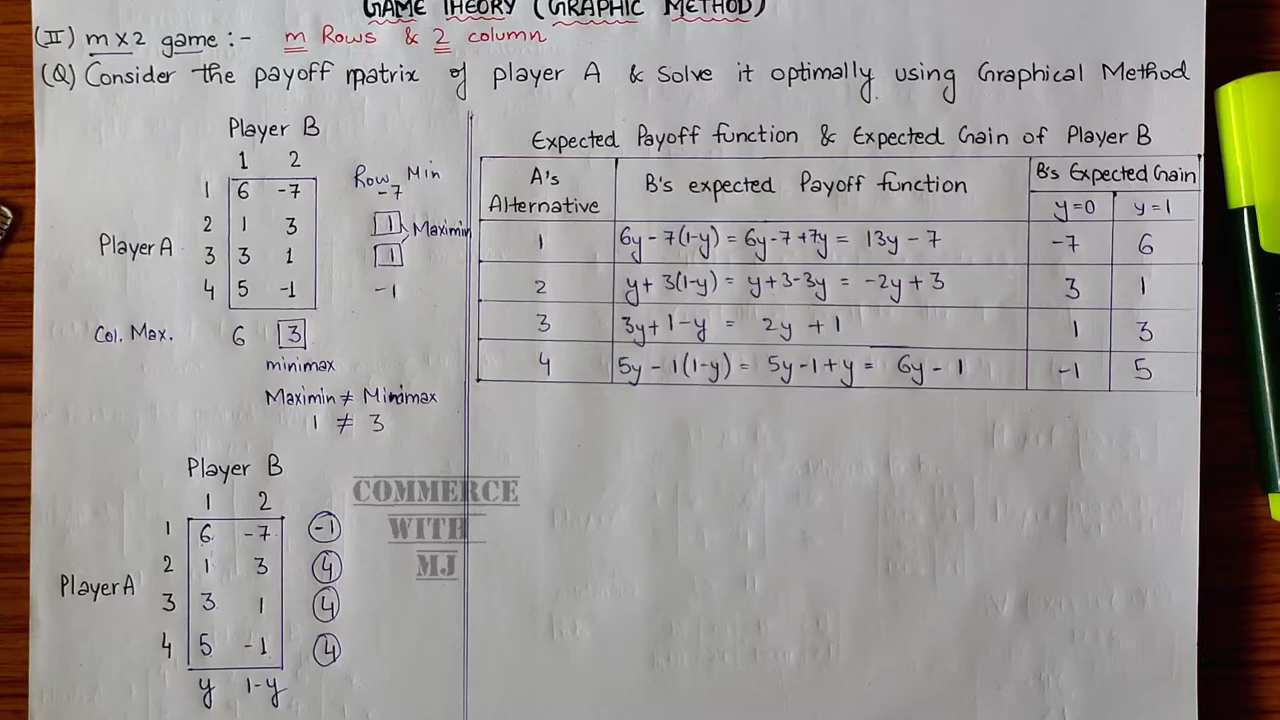 GAME THEORY (GRAPHIC METHOD)
(II) m x 2 game :- m Rows & 2 column
(Q) Consider the payoff matrix of player A & Solve it optimally using Graphical Method
Player B
1 2
Row Min
1 6 -7 -7
2 1 3 1 Maximin
Player A
3 3 1 1
4 5 -1 -1
Col. Max. 6 3
minimax
Maximin ≠ Minimax
1 ≠ 3
Player B
1 2
1 6 -7 -1
2 1 3 4
Player A
3 3 1 4
4 5 -1 4
y 1-y
COMMERCE
WITH
MJ
Expected Payoff function & Expected Gain of Player B
A's Alternative
B's expected Payoff function
B's Expected Gain
y=0 y=1
1 6y - 7(1-y) = 6y-7+7y = 13y - 7 -7 6
2 y + 3(1-y) = y+3-3y = -2y + 3 3 1
3 3y + 1-y = 2y + 1 1 3
4 5y - 1(1-y) = 5y-1+y = 6y - 1 -1 5